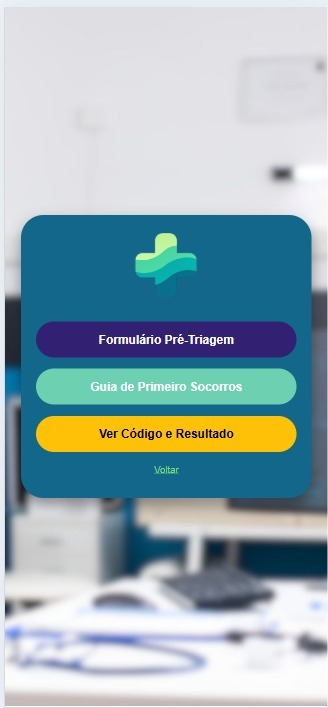 Formulário Pré-Triagem
Guia de Primeiro Socorros
Ver Código e Resultado
Voltar